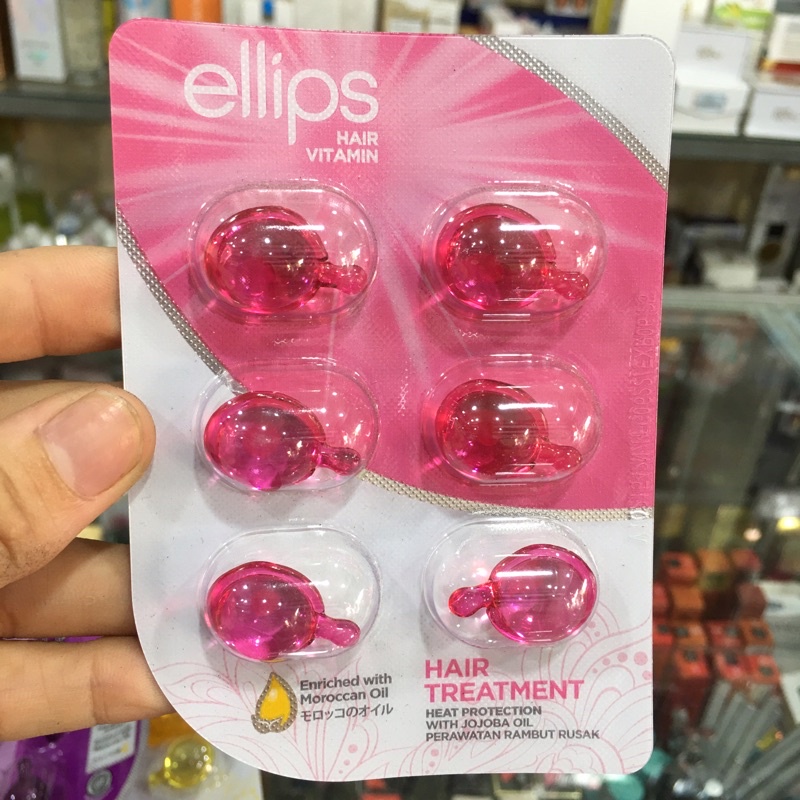 ellips
HAIR
VITAMIN
Enriched with
Moroccan Oil
モロッコのオイル
HAIR
TREATMENT
HEAT PROTECTION
WITH JOJOBA OIL
PERAWATAN RAMBUT RUSAK